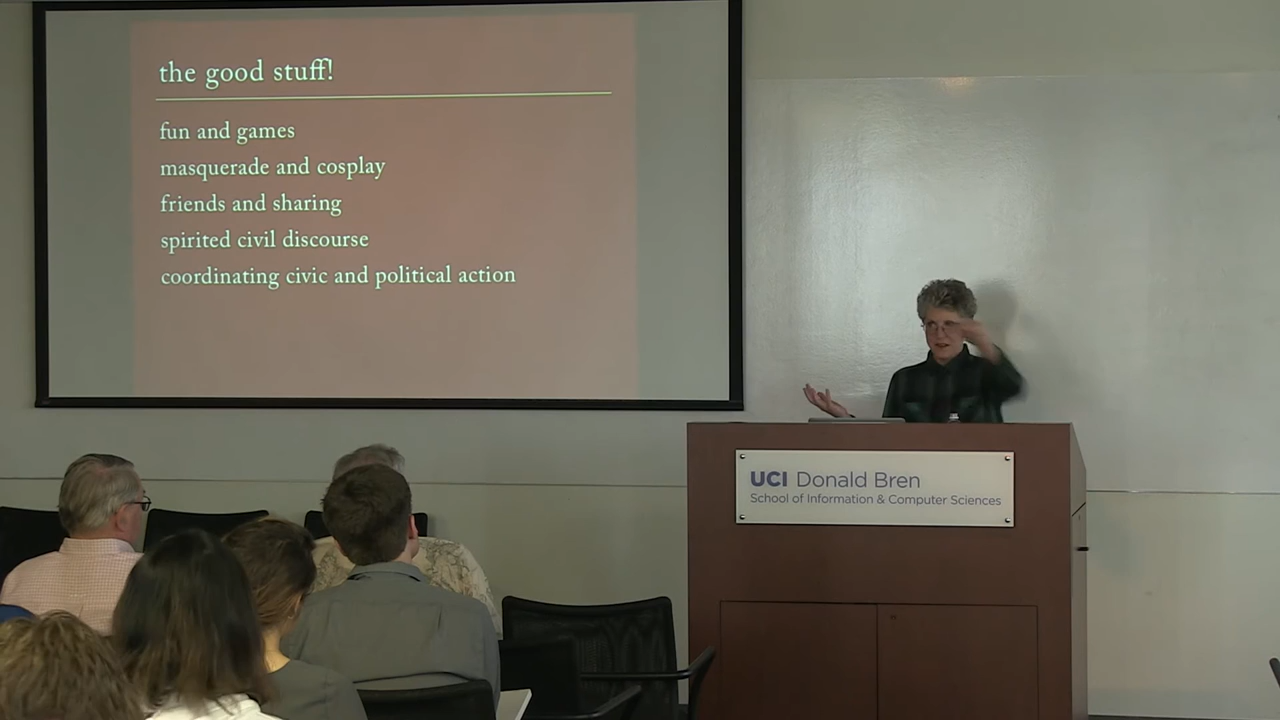 the good stuff!
fun and games
masquerade and cosplay
friends and sharing
spirited civil discourse
coordinating civic and political action
UCI Donald Bren
School of Information & Computer Sciences